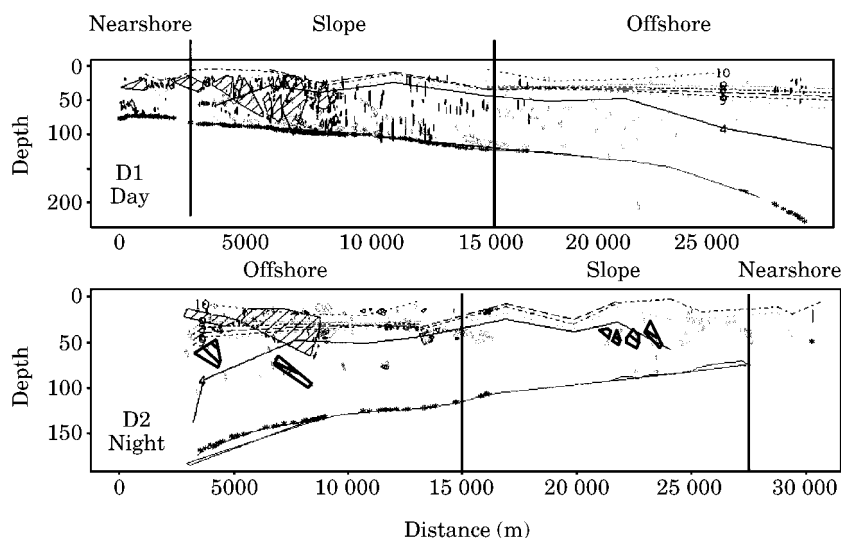 Nearshore Slope Offshore
0
50
100
200
Depth
D1
Day
10
4
0 5000 10 000 15 000 20 000 25 000
Offshore Slope Nearshore
0
50
100
150
Depth
10
4
D2
Night
0 5000 10 000 15 000 20 000 25 000 30 000
Distance (m)